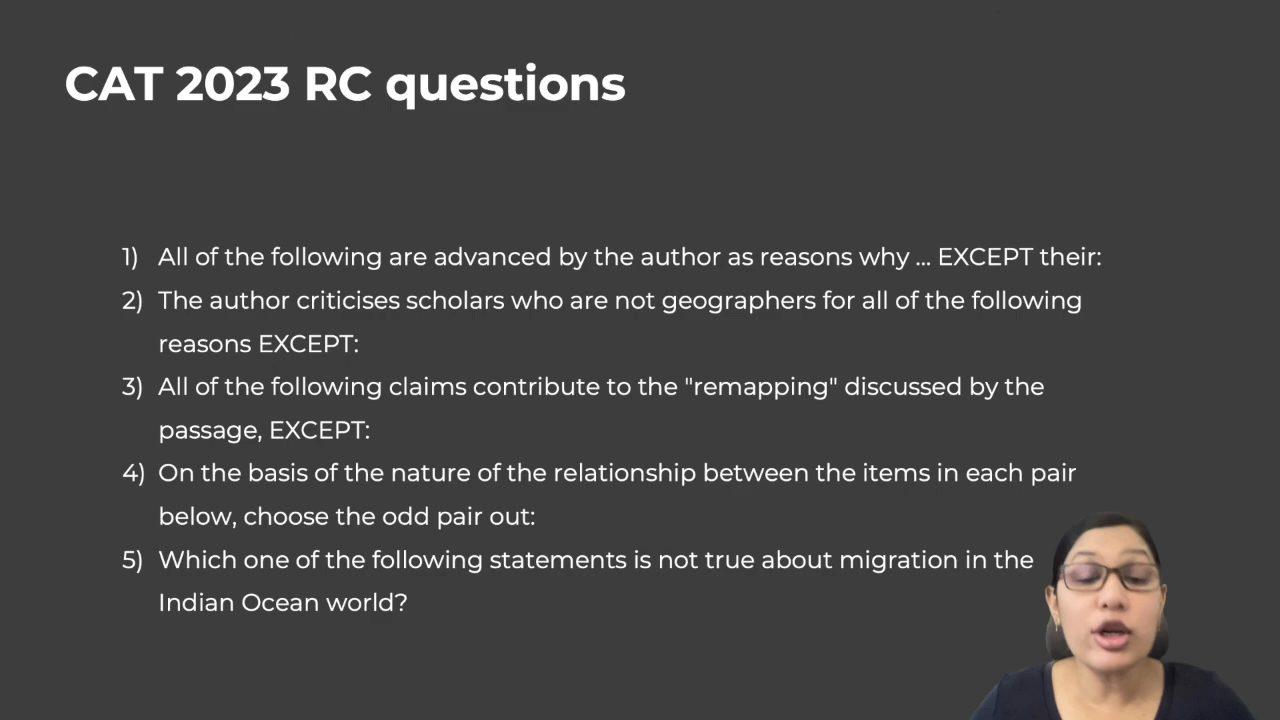 CAT 2023 RC questions
1) All of the following are advanced by the author as reasons why ... EXCEPT their:
2) The author criticises scholars who are not geographers for all of the following
reasons EXCEPT:
3) All of the following claims contribute to the "remapping" discussed by the
passage, EXCEPT:
4) On the basis of the nature of the relationship between the items in each pair
below, choose the odd pair out:
5) Which one of the following statements is not true about migration in the
Indian Ocean world?